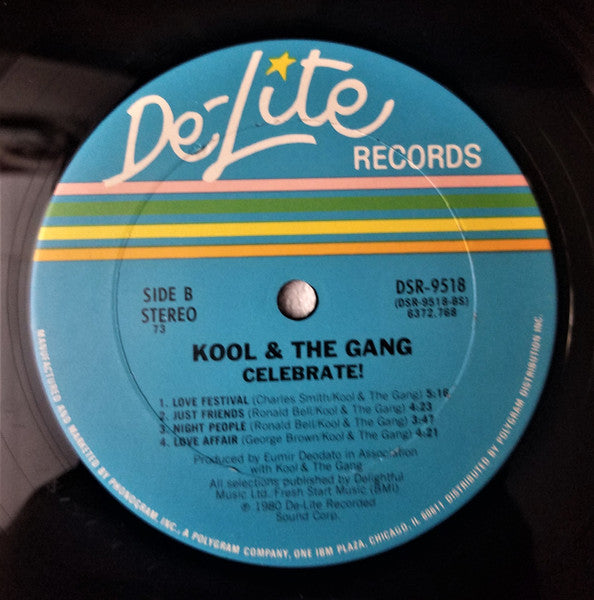 De-Lite
RECORDS
SIDE B
STEREO
73
DSR-9518
(DSR-9518-BS)
6372.768
KOOL & THE GANG
CELEBRATE!
1. LOVE FESTIVAL (Charles Smith/Kool & The Gang) 5:16
2. JUST FRIENDS (Ronald Bell/Kool & The Gang) 4:23
3. NIGHT PEOPLE (Ronald Bell/Kool & The Gang) 3:47
4. LOVE AFFAIR (George Brown/Kool & The Gang) 4:21
Produced by Eumir Deodato in Association
with Kool & The Gang
All selections published by Delightful
Music Ltd. Fresh Start Music (BMI)
℗ 1980 De-Lite Recorded
Sound Corp.
MANUFACTURED AND MARKETED BY PHONOGRAM, INC., A POLYGRAM COMPANY, ONE IBM PLAZA, CHICAGO, IL 60611 DISTRIBUTED BY POLYGRAM DISTRIBUTION INC.